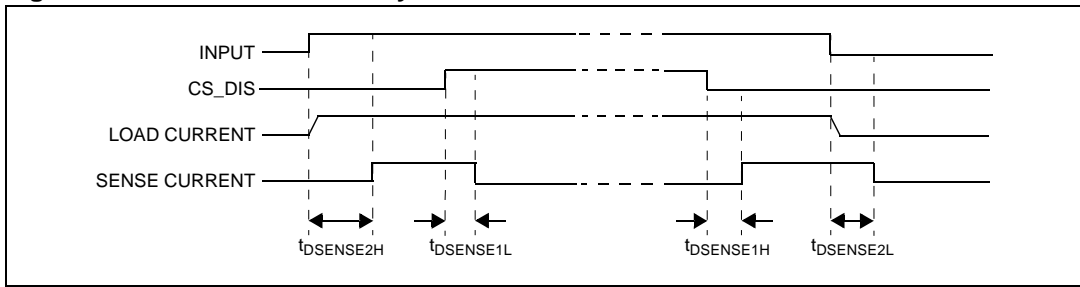 INPUT
CS_DIS
LOAD CURRENT
SENSE CURRENT
tDSENSE2H tDSENSE1L tDSENSE1H tDSENSE2L